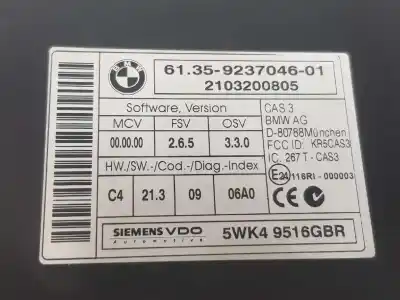 BMW
61.35-9237046-01
2103200805
Software, Version
MCV FSV OSV
00.00.00 2.6.5 3.3.0
HW./SW.-/Cod.-/Diag.-Index
C4 21.3 09 06A0
CAS 3
BMW AG
D-80788München
FCC ID: KR5CAS3
IC. 267 T - CAS3
E24 116RI - 000003
SIEMENS VDO
Automotive
5WK4 9516GBR